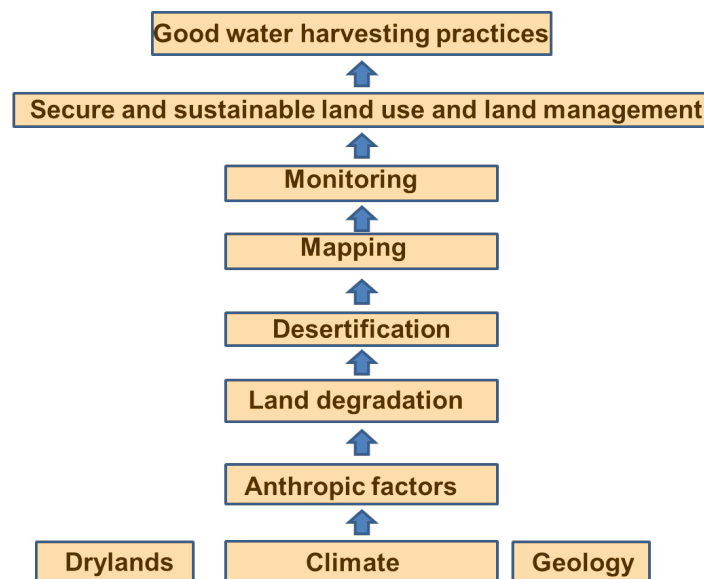 Good water harvesting practices
Secure and sustainable land use and land management
Monitoring
Mapping
Desertification
Land degradation
Anthropic factors
Drylands
Climate
Geology